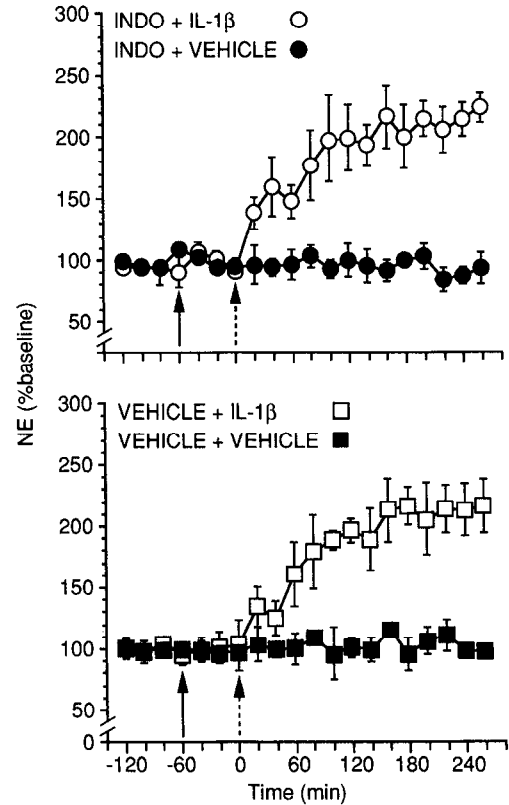 300
INDO + IL-1β
INDO + VEHICLE
250
200
150
100
50
NE (%baseline)
300
VEHICLE + IL-1β
VEHICLE + VEHICLE
250
200
150
100
50
0
-120 -60 0 60 120 180 240
Time (min)